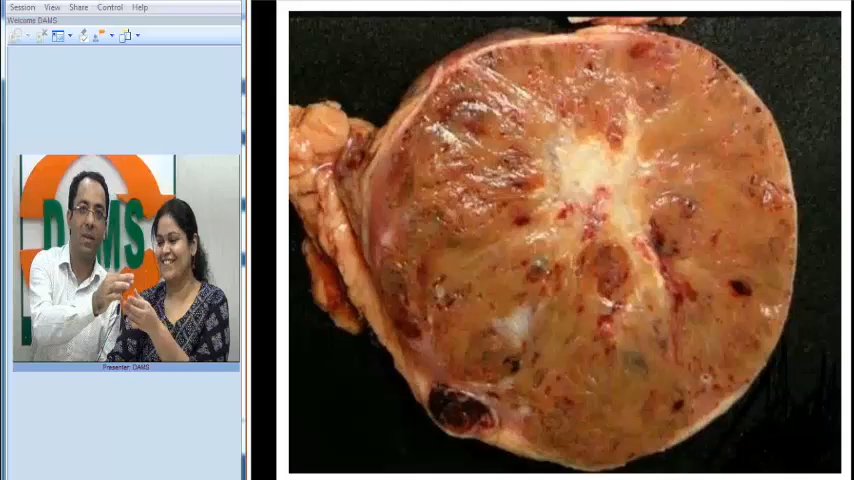 Session View Share Control Help
Welcome DAMS
DAMS
Presenter: DAMS